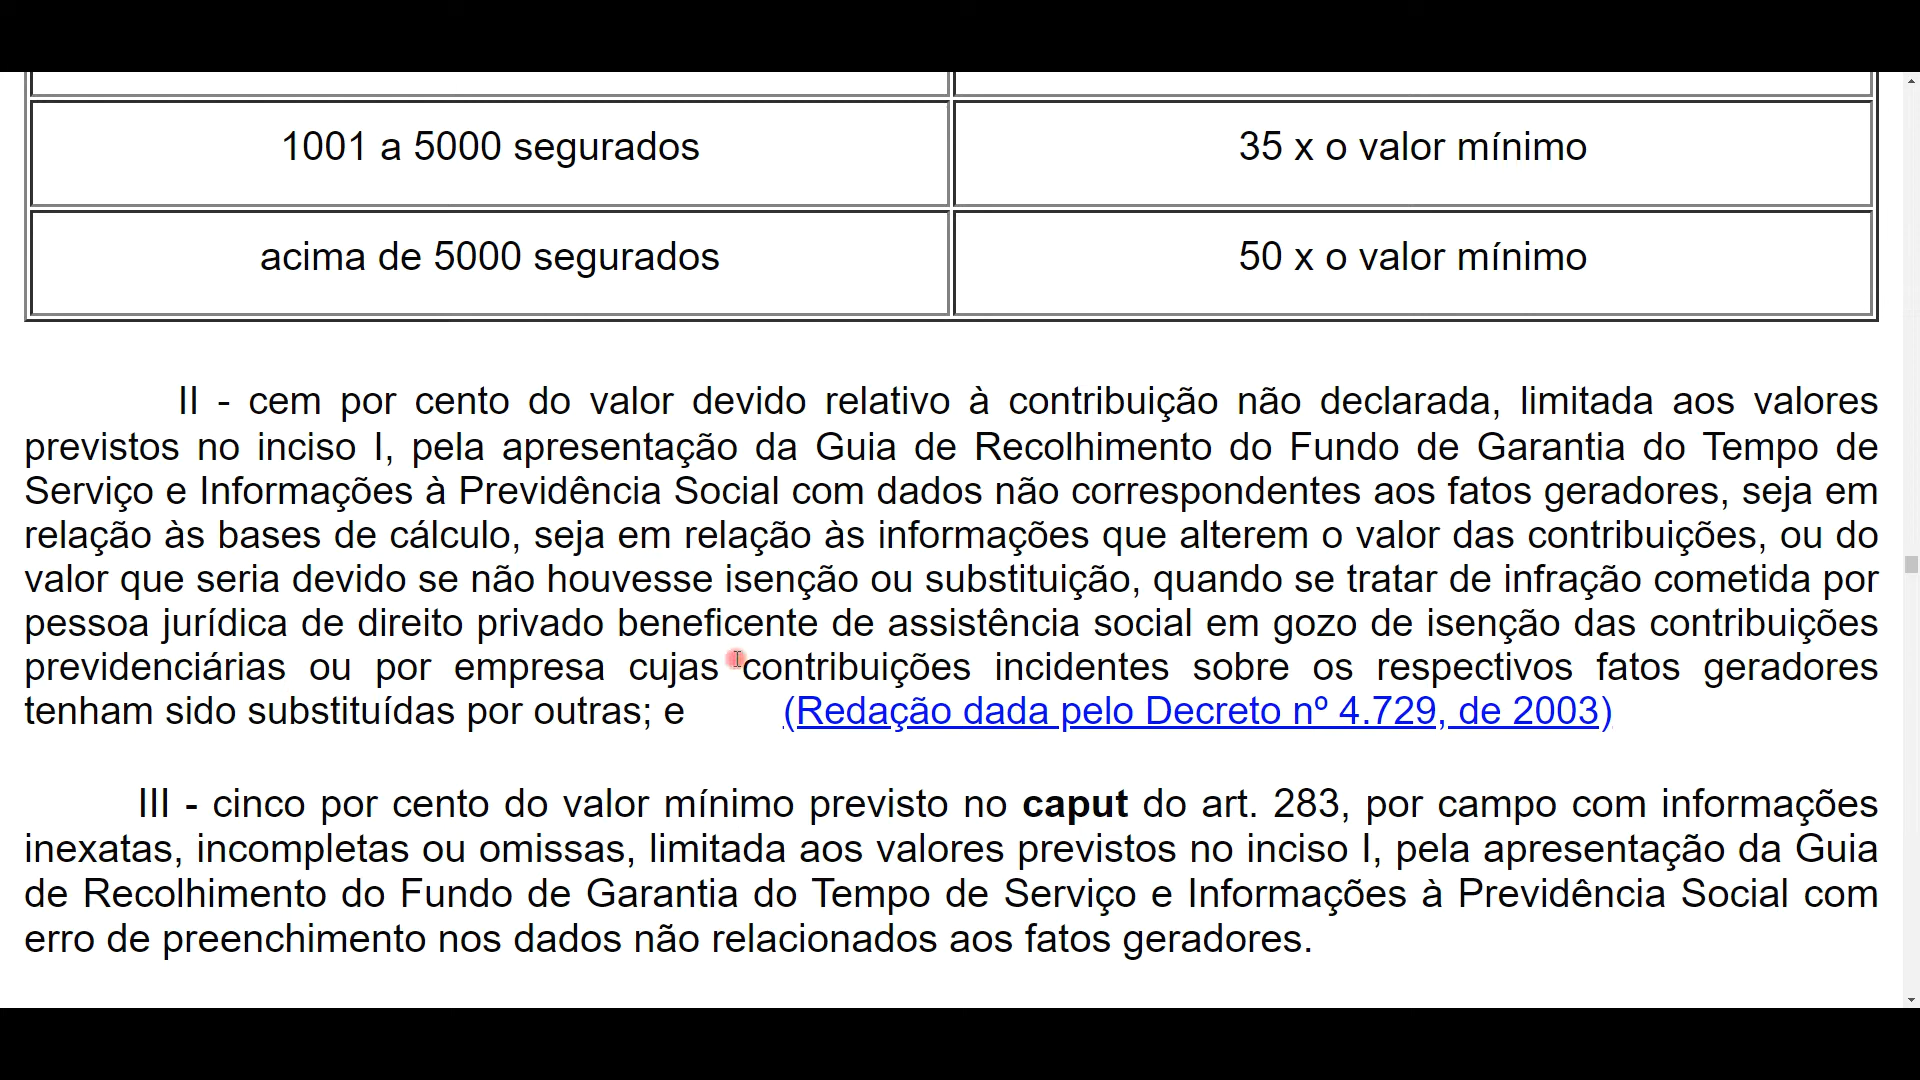 1001 a 5000 segurados
35 x o valor mínimo
acima de 5000 segurados
50 x o valor mínimo
II - cem por cento do valor devido relativo à contribuição não declarada, limitada aos valores
previstos no inciso I, pela apresentação da Guia de Recolhimento do Fundo de Garantia do Tempo de
Serviço e Informações à Previdência Social com dados não correspondentes aos fatos geradores, seja em
relação às bases de cálculo, seja em relação às informações que alterem o valor das contribuições, ou do
valor que seria devido se não houvesse isenção ou substituição, quando se tratar de infração cometida por
pessoa jurídica de direito privado beneficente de assistência social em gozo de isenção das contribuições
previdenciárias ou por empresa cujas contribuições incidentes sobre os respectivos fatos geradores
tenham sido substituídas por outras; e (Redação dada pelo Decreto nº 4.729, de 2003)
III - cinco por cento do valor mínimo previsto no caput do art. 283, por campo com informações
inexatas, incompletas ou omissas, limitada aos valores previstos no inciso I, pela apresentação da Guia
de Recolhimento do Fundo de Garantia do Tempo de Serviço e Informações à Previdência Social com
erro de preenchimento nos dados não relacionados aos fatos geradores.